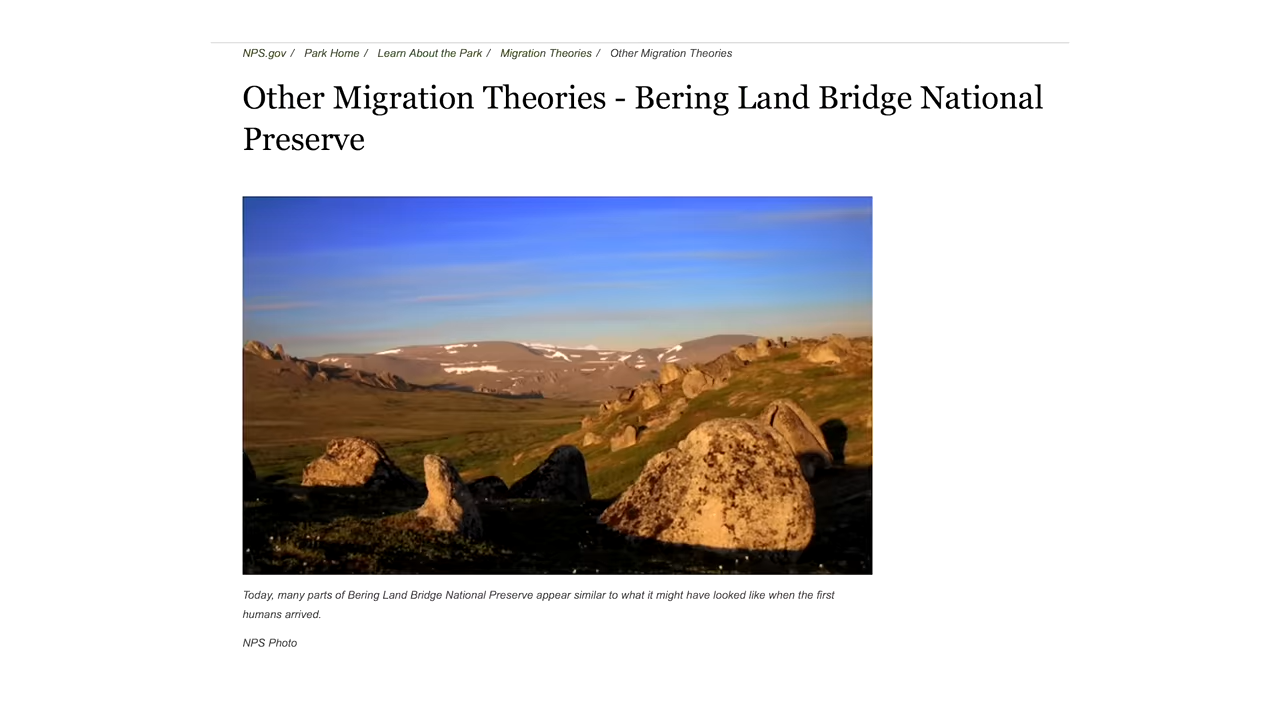 NPS.gov / Park Home / Learn About the Park / Migration Theories / Other Migration Theories
Other Migration Theories - Bering Land Bridge National
Preserve
Today, many parts of Bering Land Bridge National Preserve appear similar to what it might have looked like when the first
humans arrived.
NPS Photo